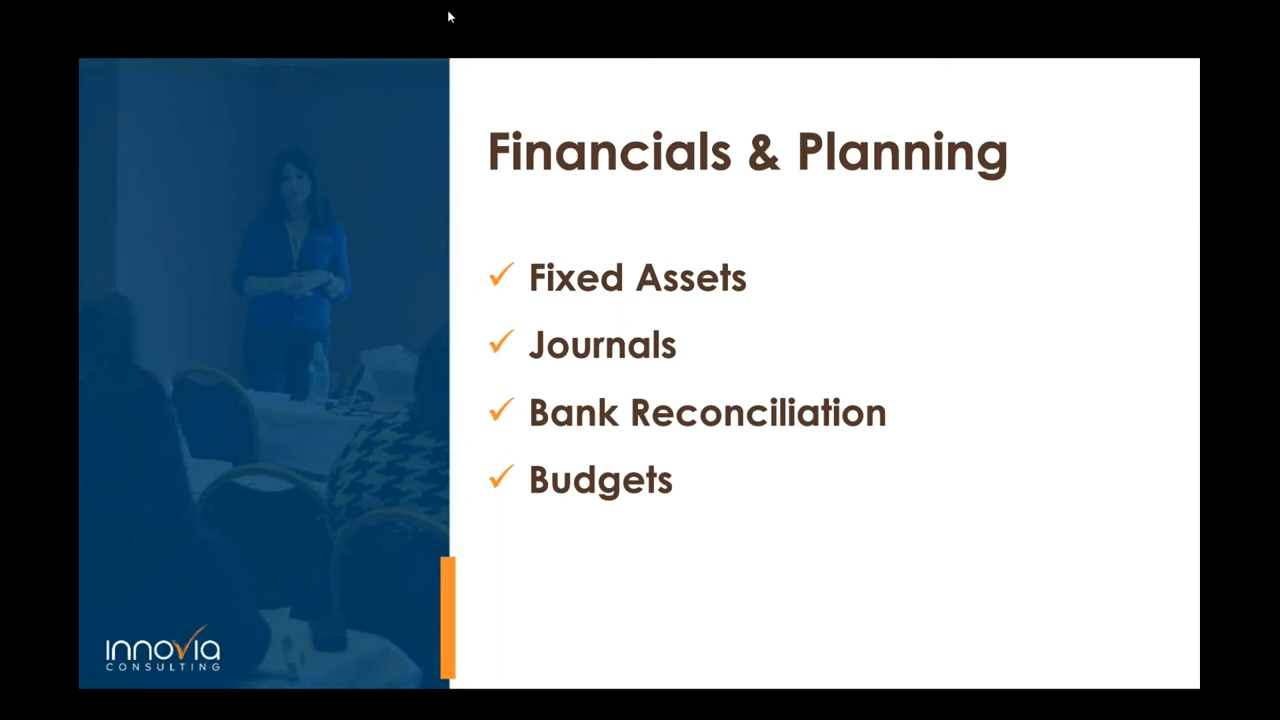 Financials & Planning
✓ Fixed Assets
✓ Journals
✓ Bank Reconciliation
✓ Budgets
innovia
CONSULTING